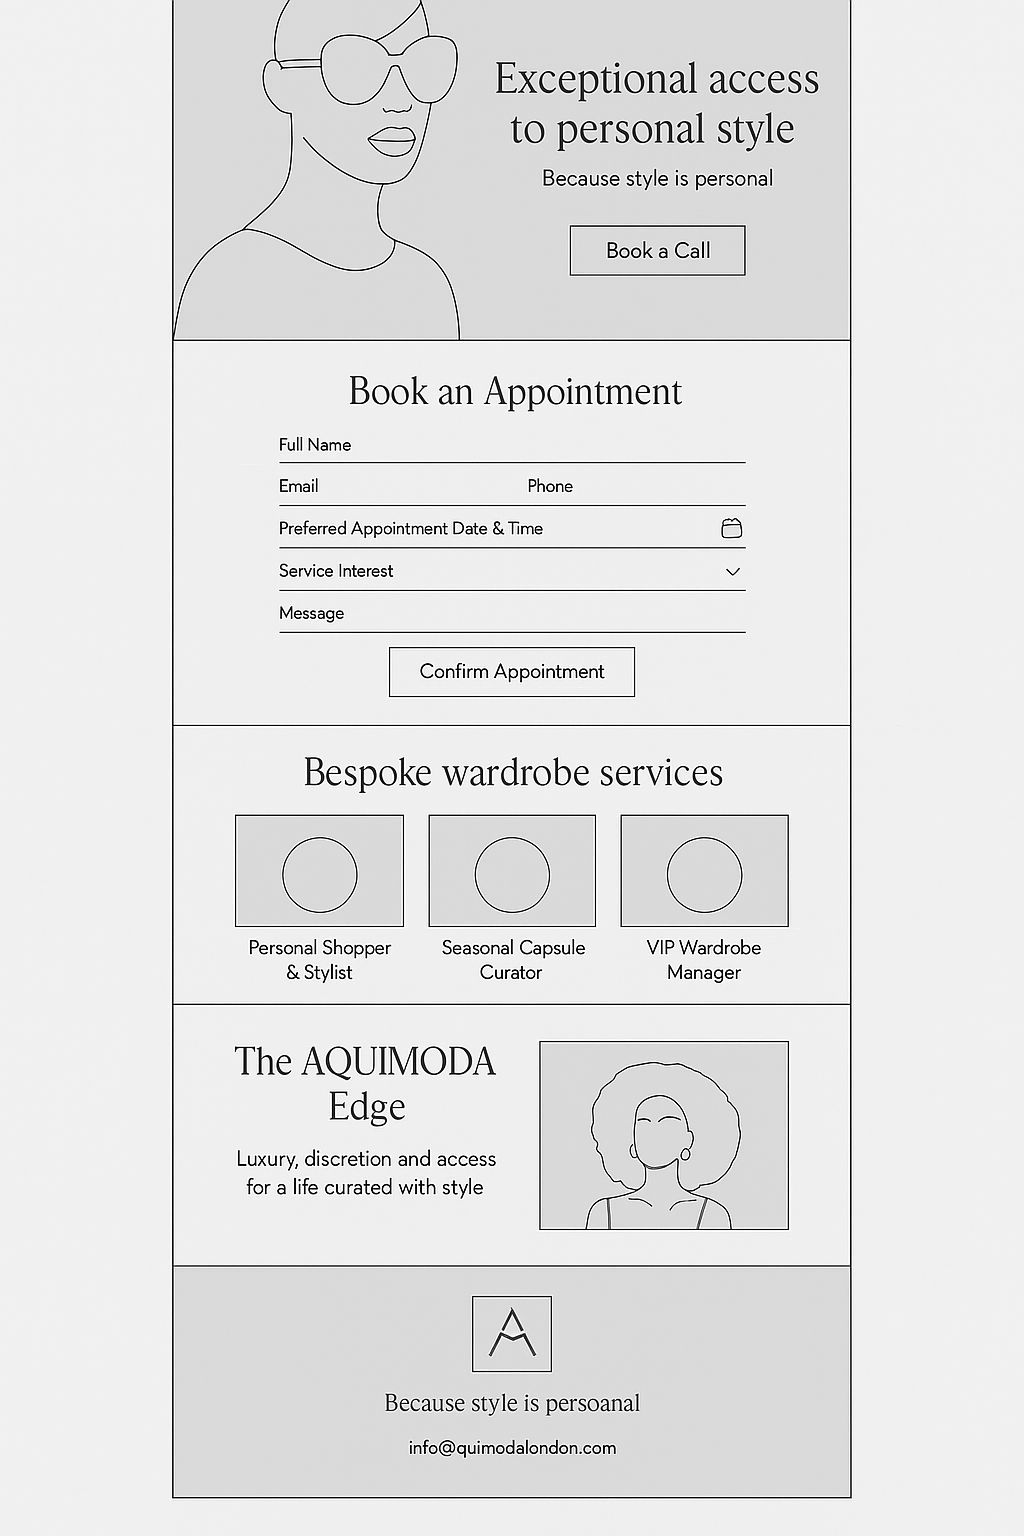 Exceptional access
to personal style
Because style is personal
Book a Call
Book an Appointment
Full Name
Email Phone
Preferred Appointment Date & Time
Service Interest
Message
Confirm Appointment
Bespoke wardrobe services
Personal Shopper
& Stylist
Seasonal Capsule
Curator
VIP Wardrobe
Manager
The AQUIMODA
Edge
Luxury, discretion and access
for a life curated with style
Because style is persoanal
info@quimodalondon.com